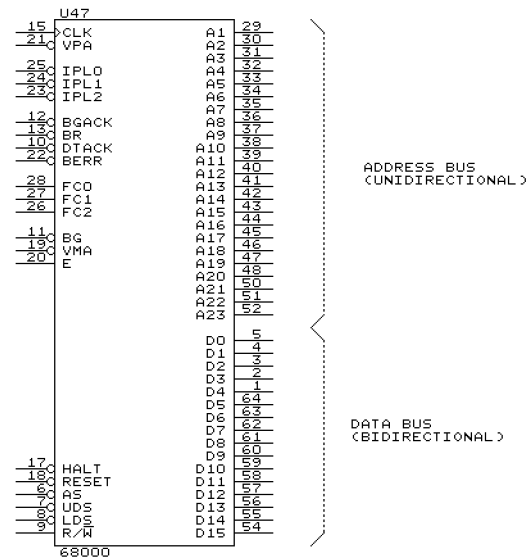 U47
15 CLK A1 29
21 VPA A2 30
A3 31
25 IPL0 A4 32
24 IPL1 A5 33
23 IPL2 A6 34
A7 35
12 BGACK A8 36
13 BR A9 37
10 DTACK A10 38
22 BERR A11 39
A12 40
28 FC0 A13 41
27 FC1 A14 42
26 FC2 A15 43
A16 44
11 BG A17 45
19 VMA A18 46
20 E A19 47
A20 48
A21 50
A22 51
A23 52
ADDRESS BUS
(UNIDIRECTIONAL)
D0 5
D1 4
D2 3
D3 2
D4 1
D5 64
D6 63
D7 62
D8 61
D9 60
17 HALT D10 59
18 RESET D11 58
6 AS D12 57
7 UDS D13 56
8 LDS D14 55
9 R/W̅ D15 54
DATA BUS
(BIDIRECTIONAL)
68000